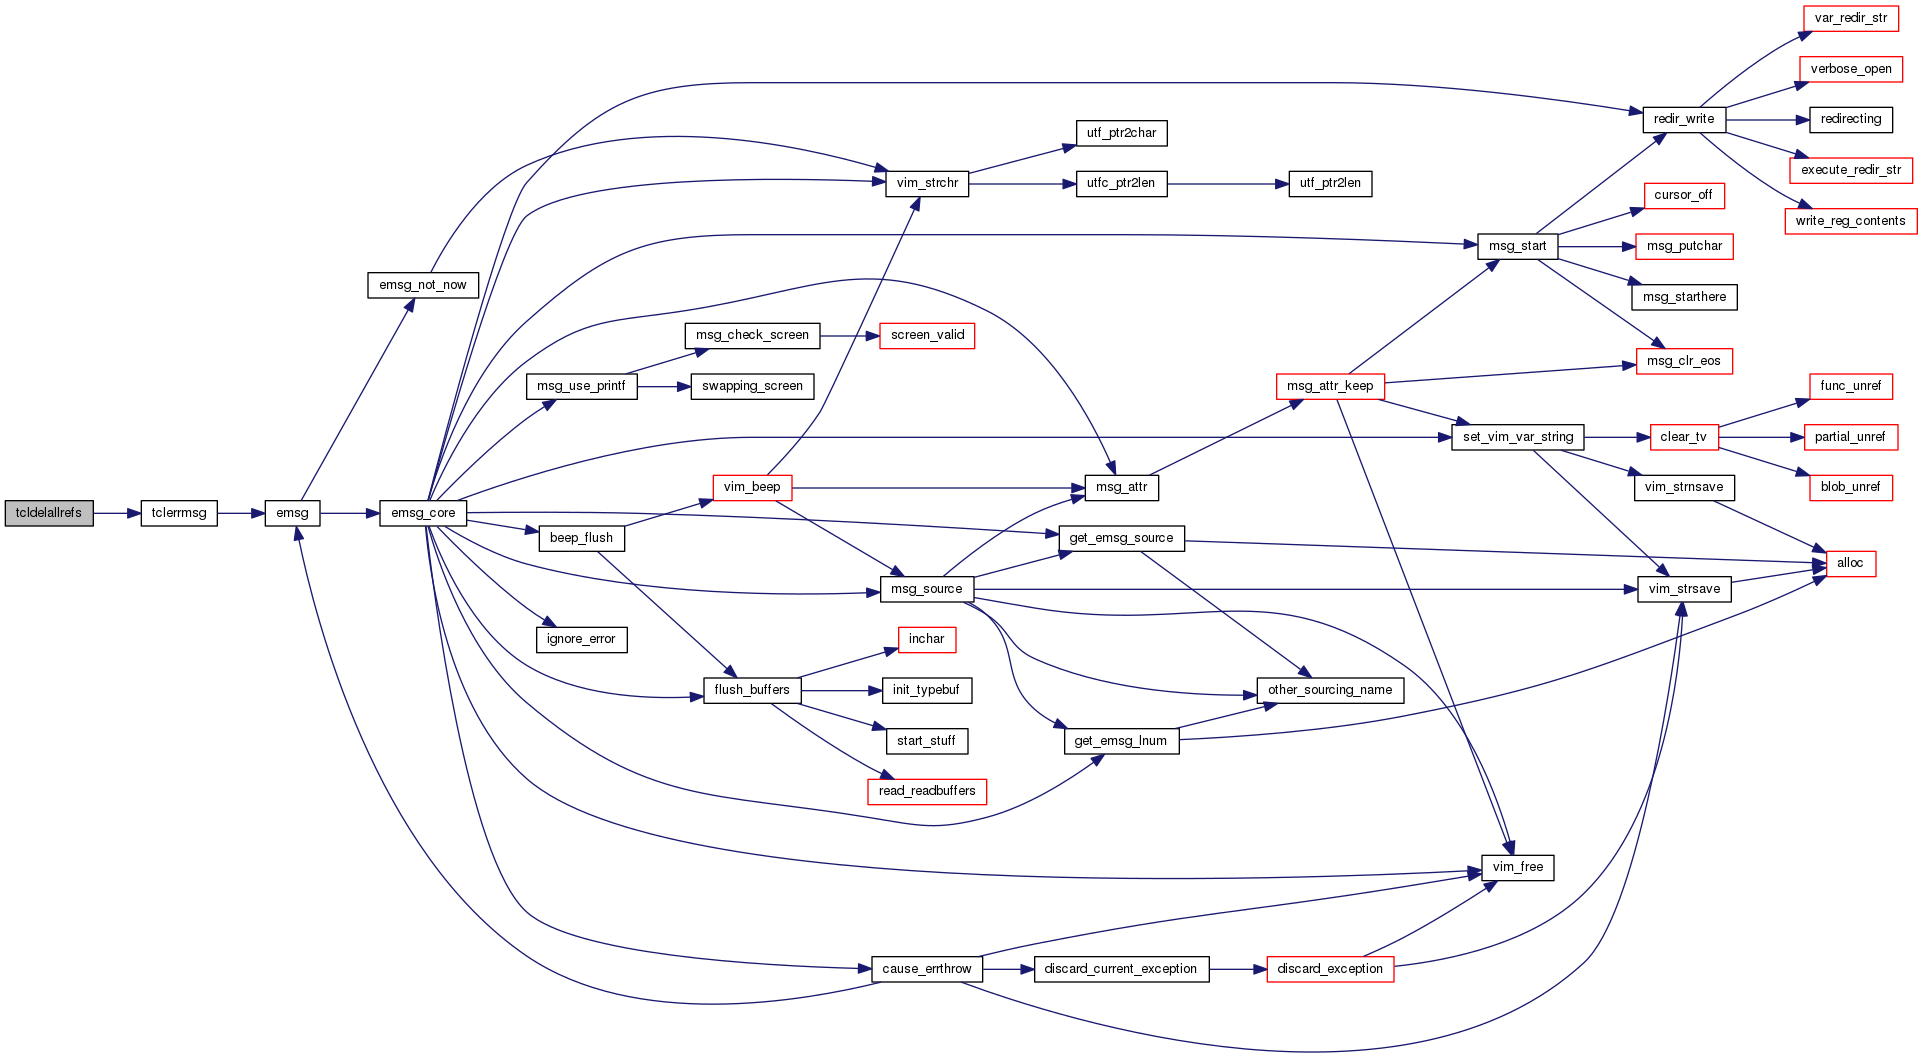 var_redir_str
verbose_open
redir_write
redirecting
utf_ptr2char
execute_redir_str
vim_strchr
utfc_ptr2len
utf_ptr2len
cursor_off
write_reg_contents
msg_start
msg_putchar
emsg_not_now
msg_starthere
msg_check_screen
screen_valid
msg_clr_eos
msg_use_printf
swapping_screen
msg_attr_keep
func_unref
set_vim_var_string
clear_tv
partial_unref
vim_beep
msg_attr
vim_strnsave
blob_unref
tcldelallrefs
tclerrmsg
emsg
emsg_core
beep_flush
get_emsg_source
alloc
msg_source
vim_strsave
ignore_error
inchar
flush_buffers
init_typebuf
other_sourcing_name
start_stuff
get_emsg_lnum
read_readbuffers
vim_free
cause_errthrow
discard_current_exception
discard_exception